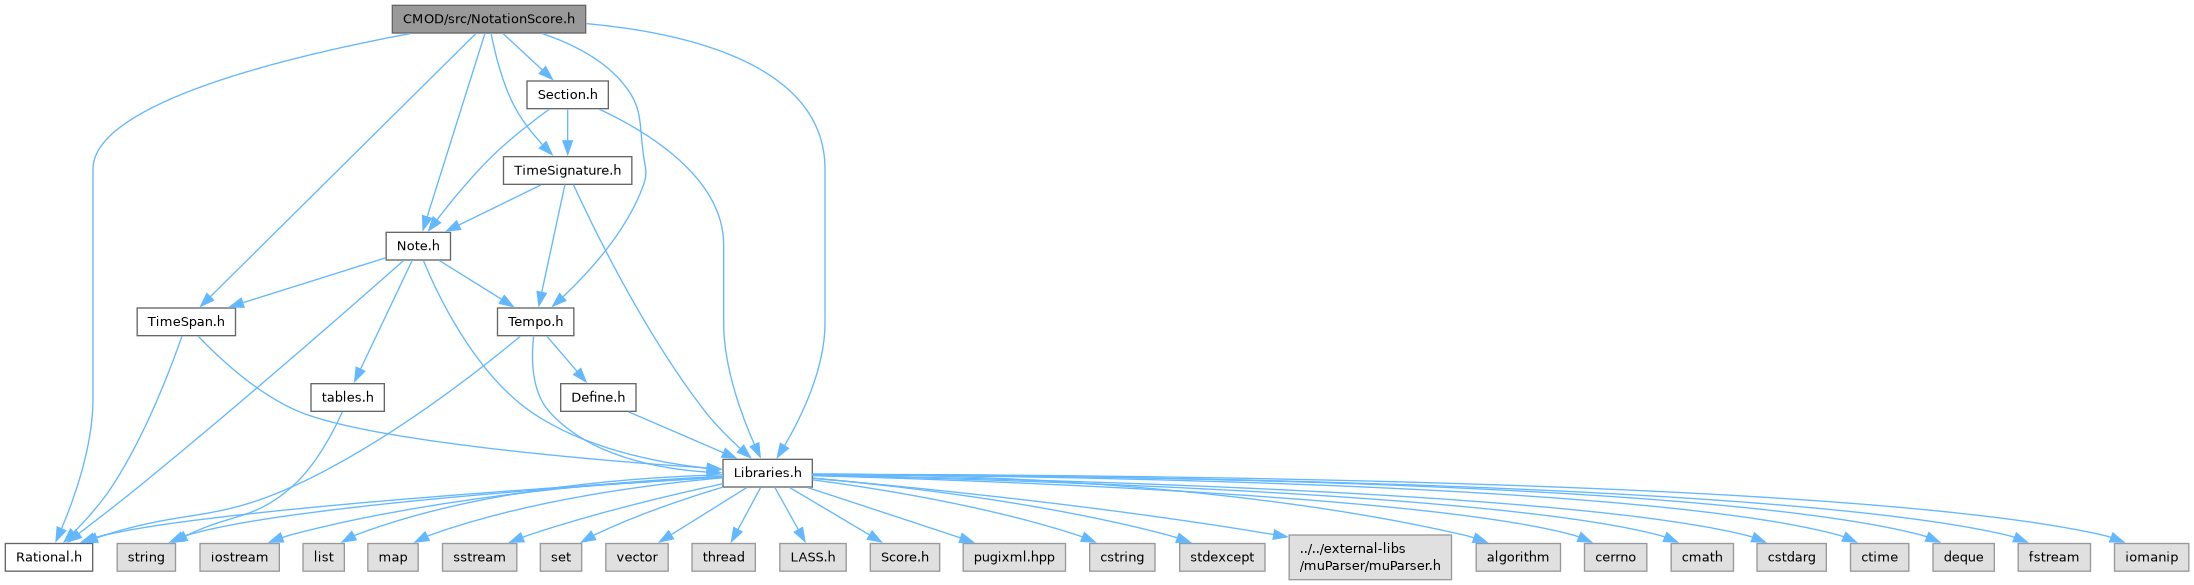 CMOD/src/NotationScore.h
Section.h
TimeSignature.h
Note.h
TimeSpan.h
Tempo.h
tables.h
Define.h
Libraries.h
Rational.h
string
iostream
list
map
sstream
set
vector
thread
LASS.h
Score.h
pugixml.hpp
cstring
stdexcept
../../external-libs
/muParser/muParser.h
algorithm
cerrno
cmath
cstdarg
ctime
deque
fstream
iomanip